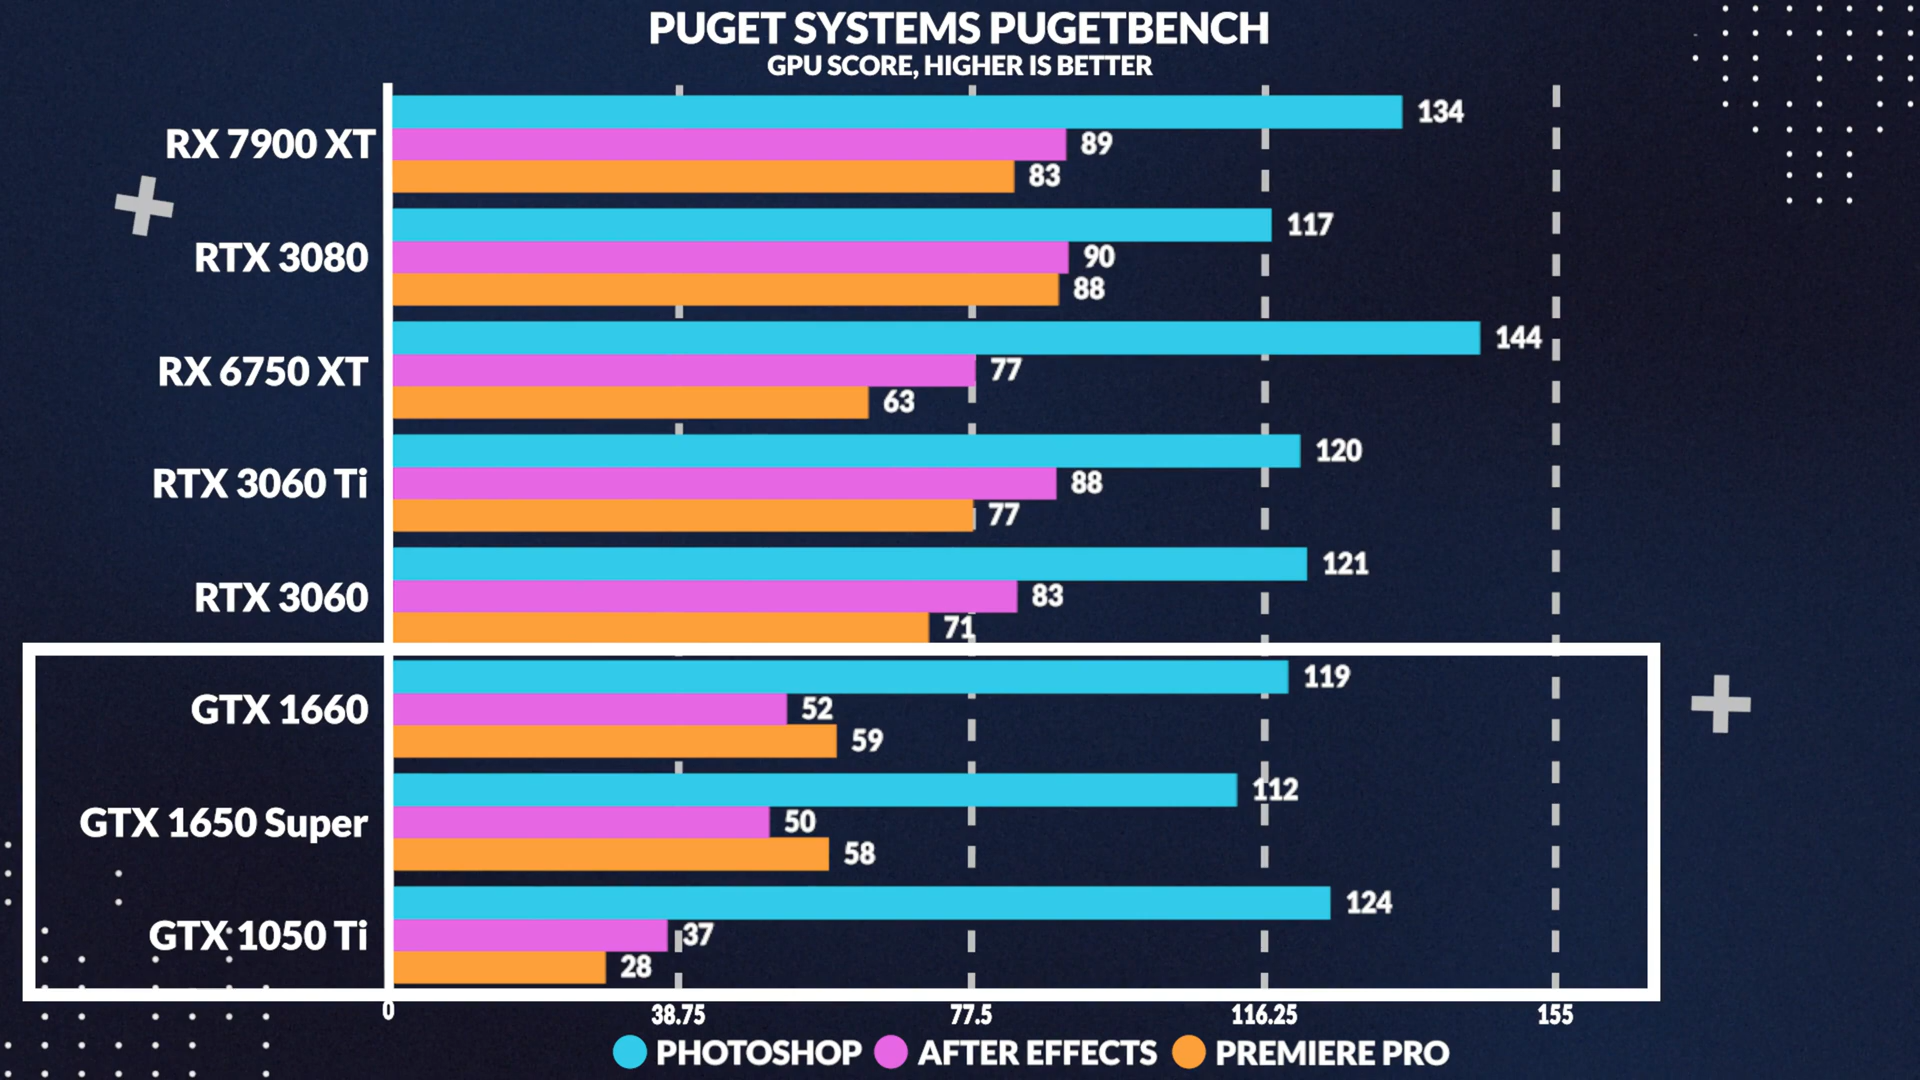 PUGET SYSTEMS PUGETBENCH
GPU SCORE, HIGHER IS BETTER
RX 7900 XT
134
89
83
RTX 3080
117
90
88
RX 6750 XT
144
77
63
RTX 3060 Ti
120
88
77
RTX 3060
121
83
71
GTX 1660
119
52
59
GTX 1650 Super
112
50
58
GTX 1050 Ti
124
37
28
0 38.75 77.5 116.25 155
PHOTOSHOP AFTER EFFECTS PREMIERE PRO